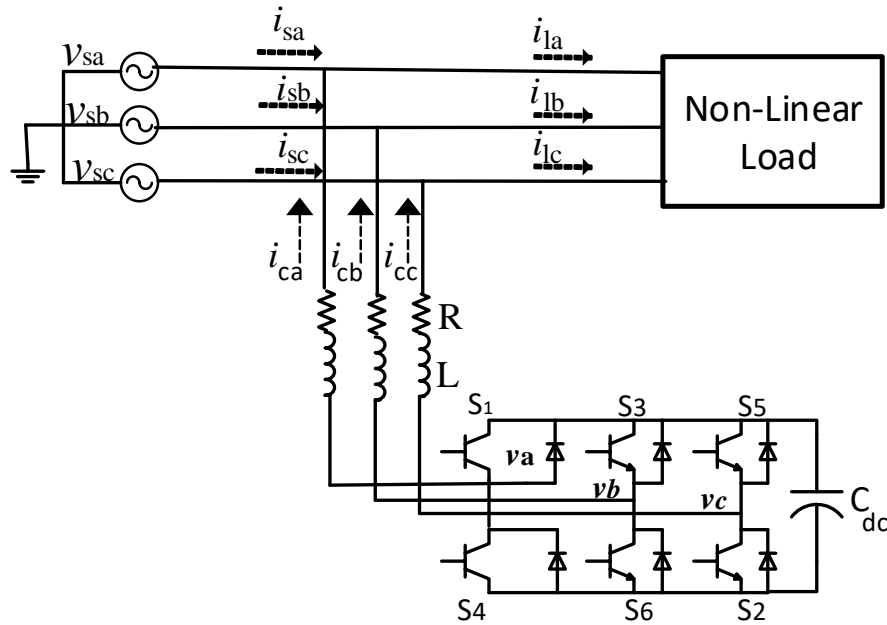 isa
vsa
ila
isb
vsb
ilb
isc
vsc
ilc
Non-Linear
Load
ica
icb
icc
R
L
S1
S3
S5
va
vb
vc
Cdc
S4
S6
S2